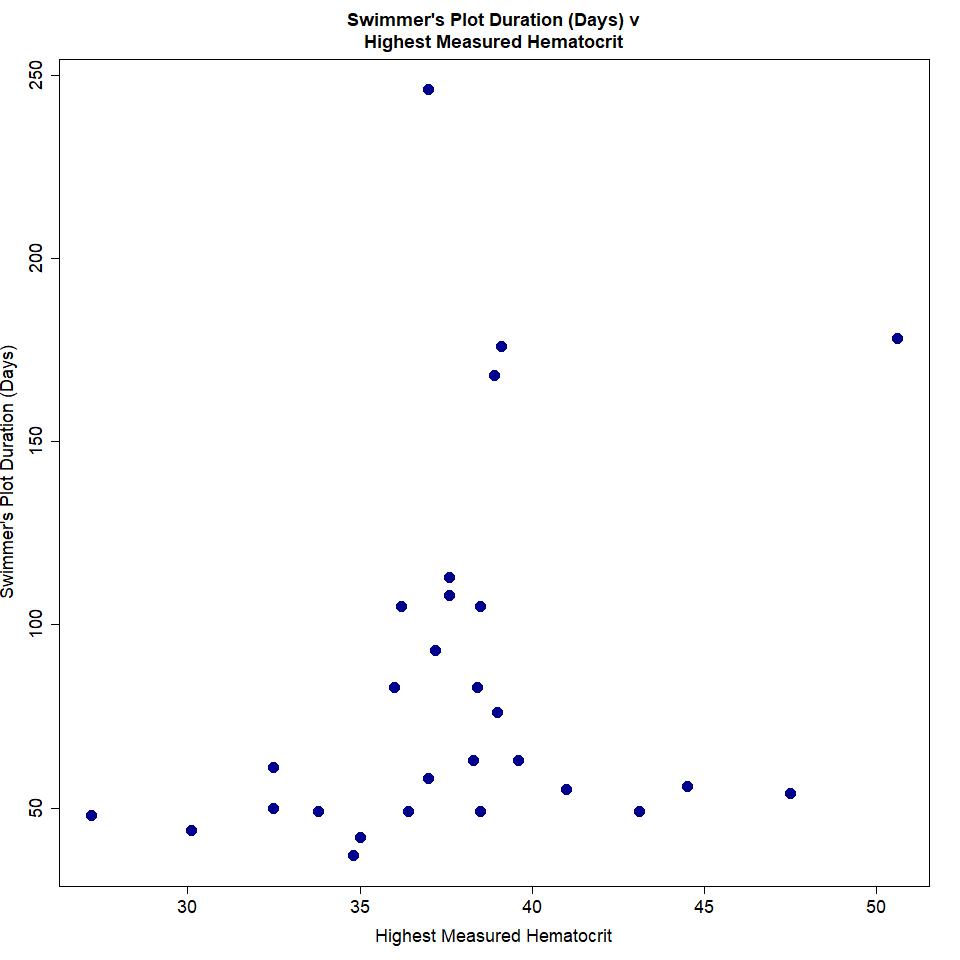 Swimmer's Plot Duration (Days) v
Highest Measured Hematocrit
Swimmer's Plot Duration (Days)
250
200
150
100
50
30 35 40 45 50
Highest Measured Hematocrit